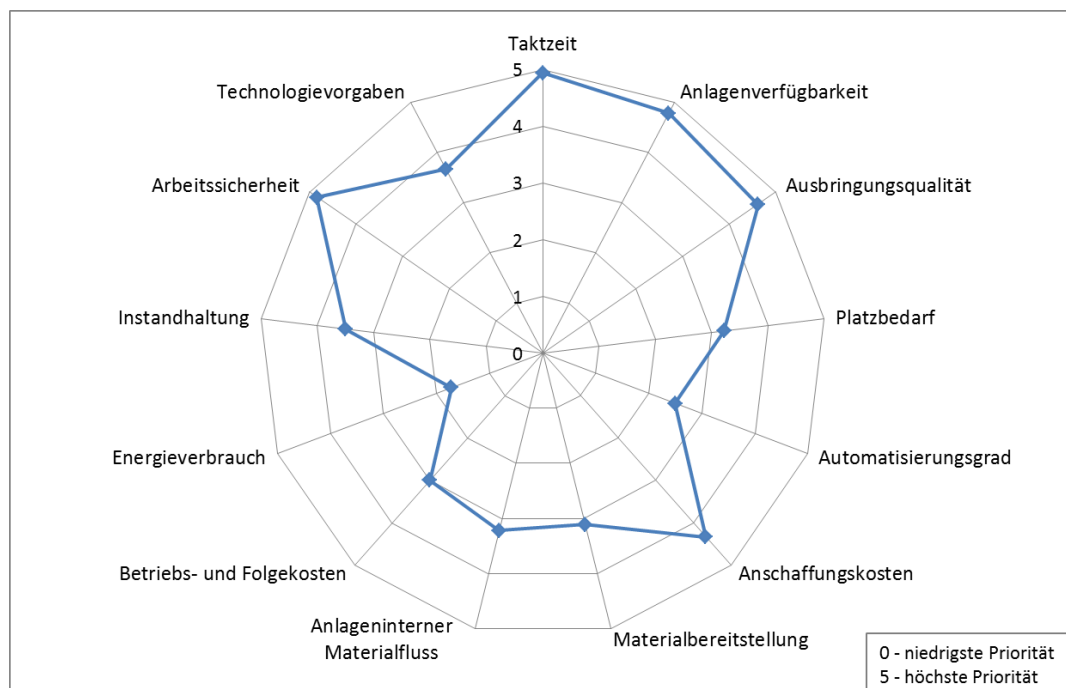 Taktzeit
Anlagenverfügbarkeit
Ausbringungsqualität
Platzbedarf
Automatisierungsgrad
Anschaffungskosten
Materialbereitstellung
Anlageninterner
Materialfluss
Betriebs- und Folgekosten
Energieverbrauch
Instandhaltung
Arbeitssicherheit
Technologievorgaben
5
4
3
2
1
0
0 - niedrigste Priorität
5 - höchste Priorität